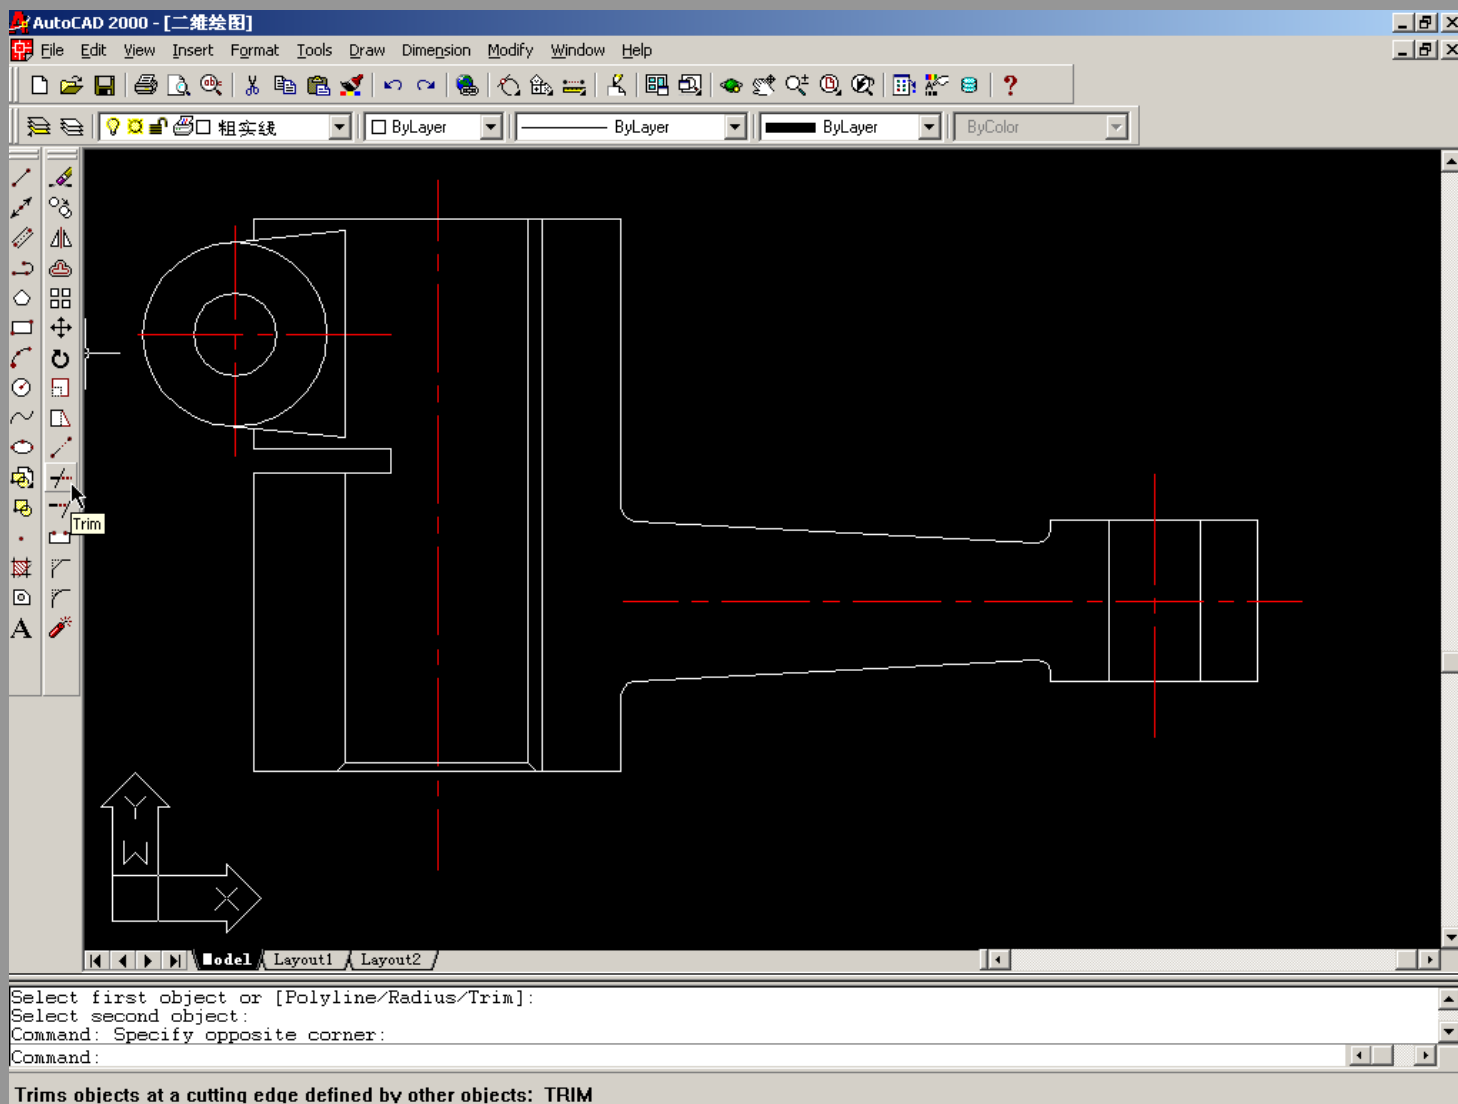 AutoCAD 2000 - [二维绘图]
File Edit View Insert Format Tools Draw Dimension Modify Window Help
粗实线 ByLayer ByLayer ByLayer ByColor
A
Trim
Y
W
X
Model Layout1 Layout2
Select first object or [Polyline/Radius/Trim]:
Select second object:
Command: Specify opposite corner:
Command:
Trims objects at a cutting edge defined by other objects: TRIM